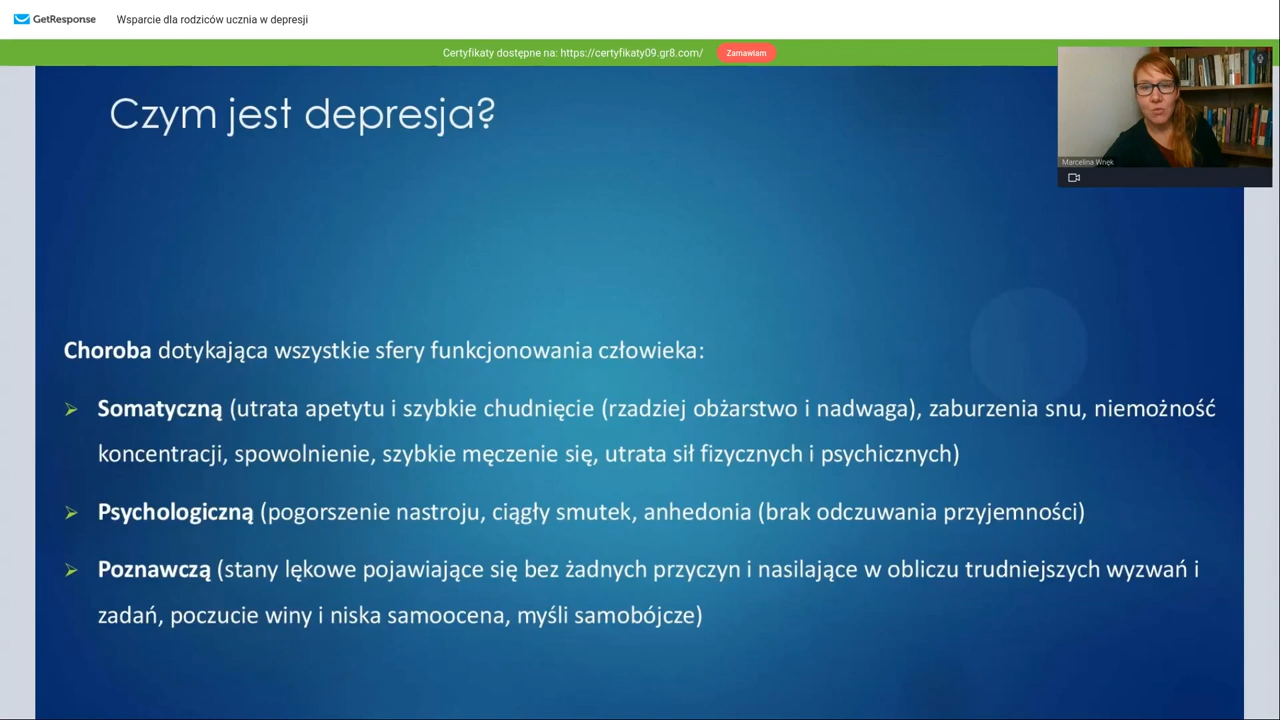 GetResponse
Wsparcie dla rodziców ucznia w depresji
Certyfikaty dostępne na: https://certyfikaty09.gr8.com/
Zamawiam
Czym jest depresja?
Marcelina Wnęk
Choroba dotykająca wszystkie sfery funkcjonowania człowieka:
Somatyczną (utrata apetytu i szybkie chudnięcie (rzadziej obżarstwo i nadwaga), zaburzenia snu, niemożność
koncentracji, spowolnienie, szybkie męczenie się, utrata sił fizycznych i psychicznych)
Psychologiczną (pogorszenie nastroju, ciągły smutek, anhedonia (brak odczuwania przyjemności)
Poznawczą (stany lękowe pojawiające się bez żadnych przyczyn i nasilające w obliczu trudniejszych wyzwań i
zadań, poczucie winy i niska samoocena, myśli samobójcze)